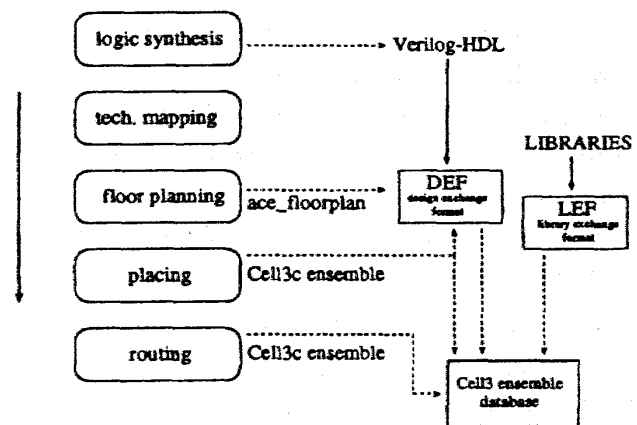 logic synthesis
Verilog-HDL
tech. mapping
LIBRARIES
floor planning
ace_floorplan
DEF
design exchange
format
LEF
library exchange
format
placing
Cell3c ensemble
routing
Cell3c ensemble
Cell3 ensemble
database